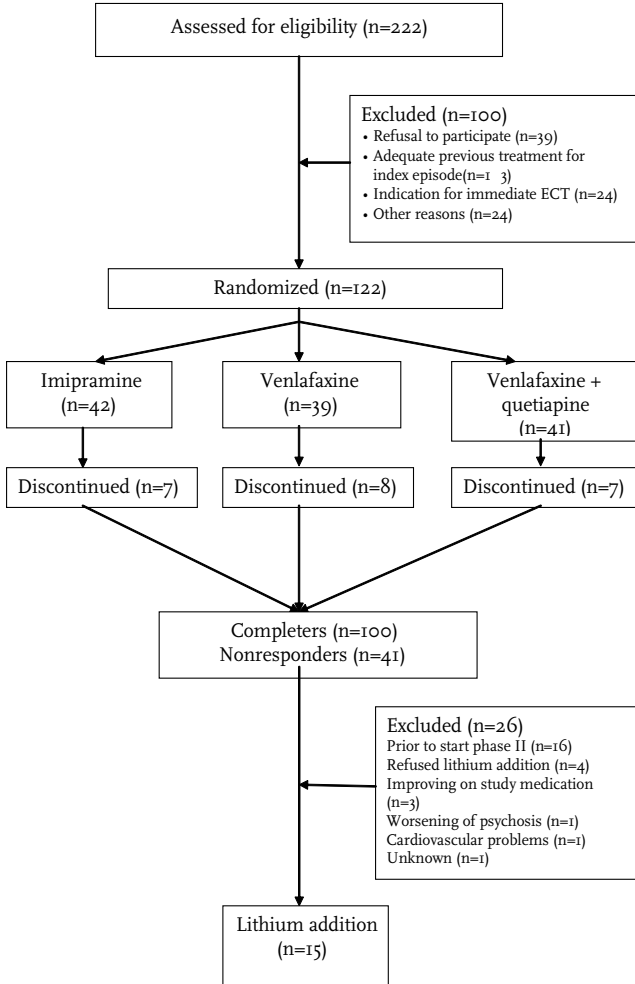 Assessed for eligibility (n=222)
Excluded (n=100)
• Refusal to participate (n=39)
• Adequate previous treatment for
index episode(n=1 3)
• Indication for immediate ECT (n=24)
• Other reasons (n=24)
Randomized (n=122)
Imipramine
(n=42)
Venlafaxine
(n=39)
Venlafaxine +
quetiapine
(n=41)
Discontinued (n=7)
Discontinued (n=8)
Discontinued (n=7)
Completers (n=100)
Nonresponders (n=41)
Excluded (n=26)
Prior to start phase II (n=16)
Refused lithium addition (n=4)
Improving on study medication
(n=3)
Worsening of psychosis (n=1)
Cardiovascular problems (n=1)
Unknown (n=1)
Lithium addition
(n=15)